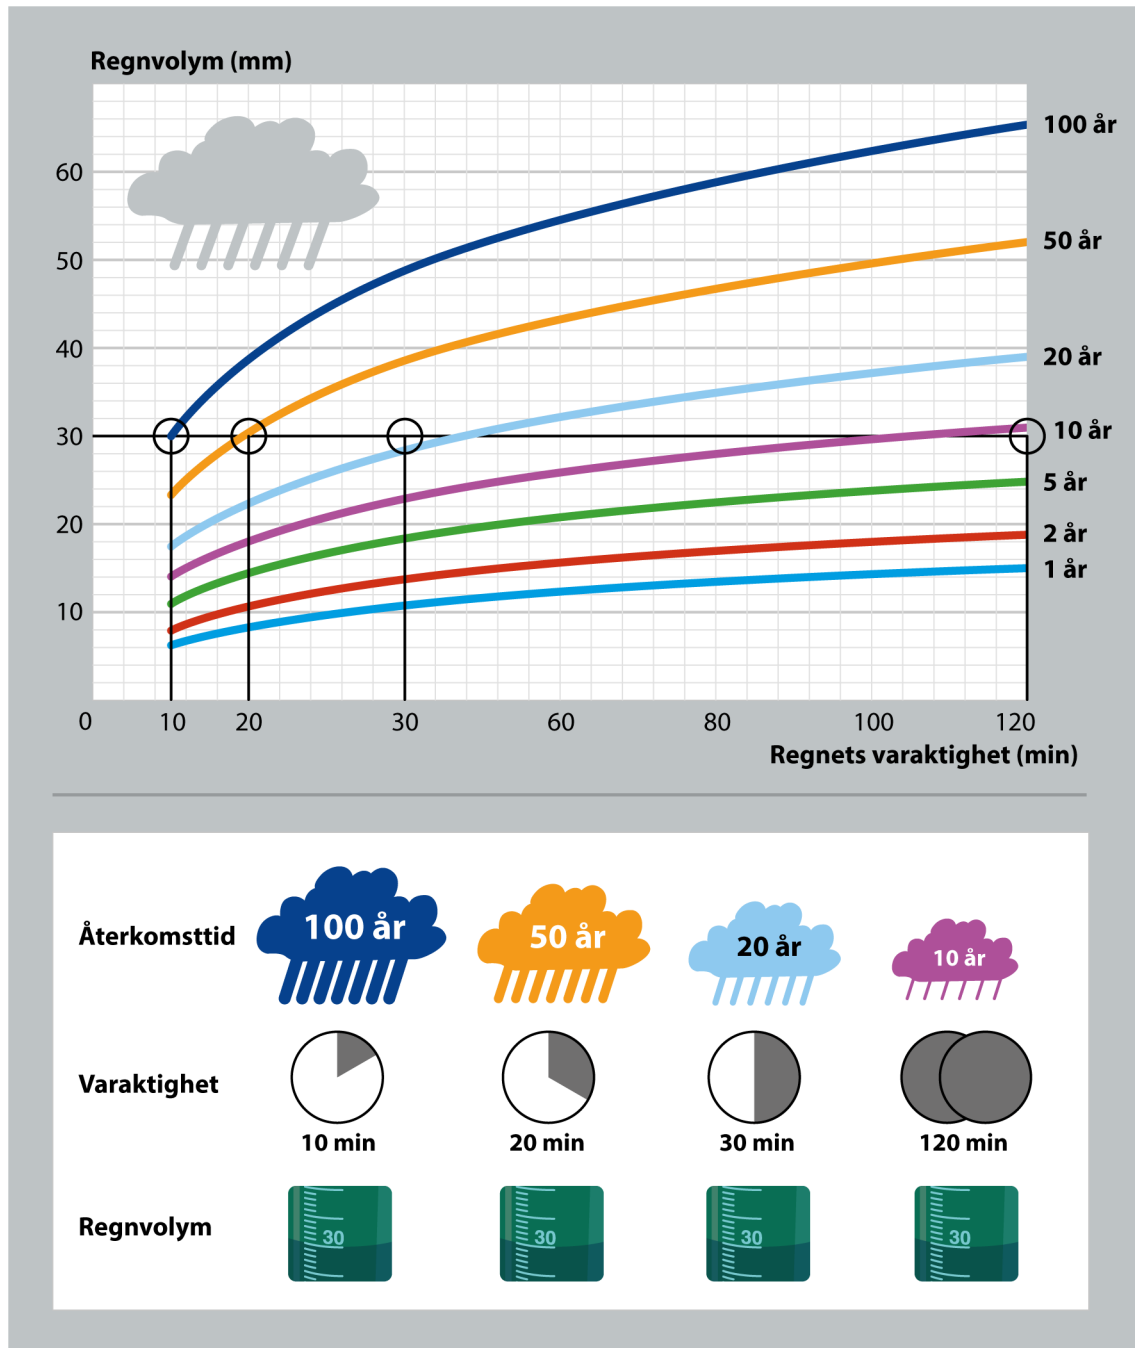 Regnvolym (mm)
100 år
60
50 år
50
40
20 år
30
10 år
5 år
20
2 år
1 år
10
0 10 20 30 60 80 100 120
Regnets varaktighet (min)
Återkomsttid 100 år 50 år 20 år 10 år
Varaktighet
10 min 20 min 30 min 120 min
Regnvolym 30 30 30 30